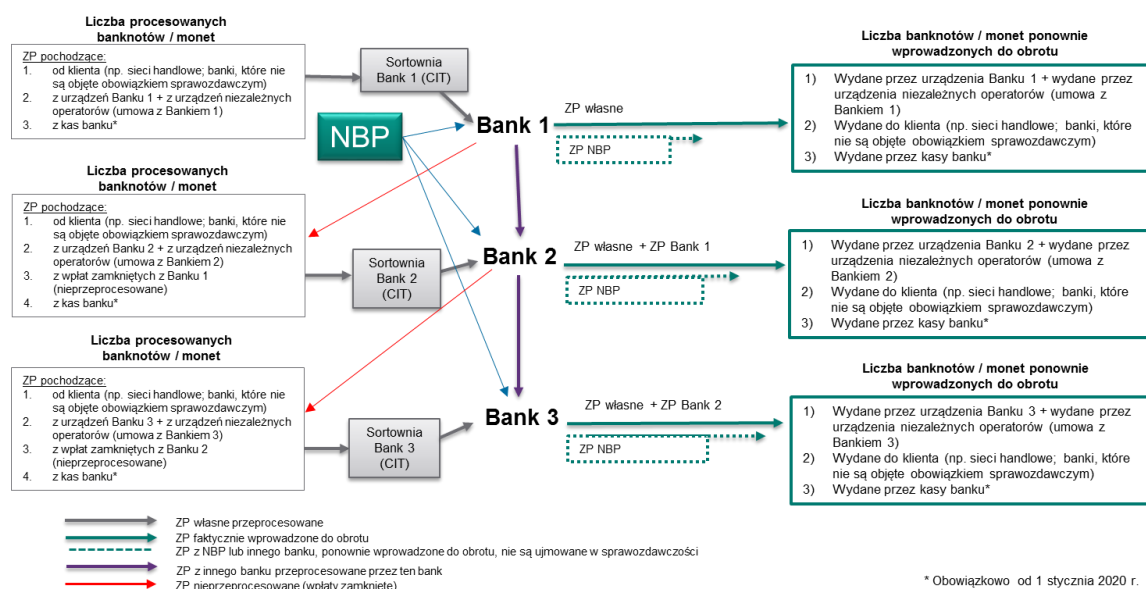 Liczba procesowanych
banknotów / monet
ZP pochodzące:
1. od klienta (np. sieci handlowe; banki, które nie
są objęte obowiązkiem sprawozdawczym)
2. z urządzeń Banku 1 + z urządzeń niezależnych
operatorów (umowa z Bankiem 1)
3. z kas banku*
Sortownia
Bank 1 (CIT)
NBP
Bank 1
ZP własne
ZP NBP
Liczba banknotów / monet ponownie
wprowadzonych do obrotu
1) Wydane przez urządzenia Banku 1 + wydane przez
urządzenia niezależnych operatorów (umowa z
Bankiem 1)
2) Wydane do klienta (np. sieci handlowe; banki, które
nie są objęte obowiązkiem sprawozdawczym)
3) Wydane przez kasy banku*
Liczba procesowanych
banknotów / monet
ZP pochodzące:
1. od klienta (np. sieci handlowe; banki, które nie
są objęte obowiązkiem sprawozdawczym)
2. z urządzeń Banku 2 + z urządzeń niezależnych
operatorów (umowa z Bankiem 2)
3. z wpłat zamkniętych z Banku 1
(nieprzeprocesowane)
4. z kas banku*
Sortownia
Bank 2
(CIT)
Bank 2
ZP własne + ZP Bank 1
ZP NBP
Liczba banknotów / monet ponownie
wprowadzonych do obrotu
1) Wydane przez urządzenia Banku 2 + wydane przez
urządzenia niezależnych operatorów (umowa z
Bankiem 2)
2) Wydane do klienta (np. sieci handlowe; banki, które
nie są objęte obowiązkiem sprawozdawczym)
3) Wydane przez kasy banku*
Liczba procesowanych
banknotów / monet
ZP pochodzące:
1. od klienta (np. sieci handlowe; banki, które nie
są objęte obowiązkiem sprawozdawczym)
2. z urządzeń Banku 3 + z urządzeń niezależnych
operatorów (umowa z Bankiem 3)
3. z wpłat zamkniętych z Banku 2
(nieprzeprocesowane)
4. z kas banku*
Sortownia
Bank 3
(CIT)
Bank 3
ZP własne + ZP Bank 2
ZP NBP
Liczba banknotów / monet ponownie
wprowadzonych do obrotu
1) Wydane przez urządzenia Banku 3 + wydane przez
urządzenia niezależnych operatorów (umowa z
Bankiem 3)
2) Wydane do klienta (np. sieci handlowe; banki, które
nie są objęte obowiązkiem sprawozdawczym)
3) Wydane przez kasy banku*
ZP własne przeprocesowane
ZP faktycznie wprowadzone do obrotu
ZP z NBP lub innego banku, ponownie wprowadzone do obrotu, nie są ujmowane w sprawozdawczości
ZP z innego banku przeprocesowane przez ten bank
ZP nieprzeprocesowane (wpłaty zamknięte)
* Obowiązkowo od 1 stycznia 2020 r.